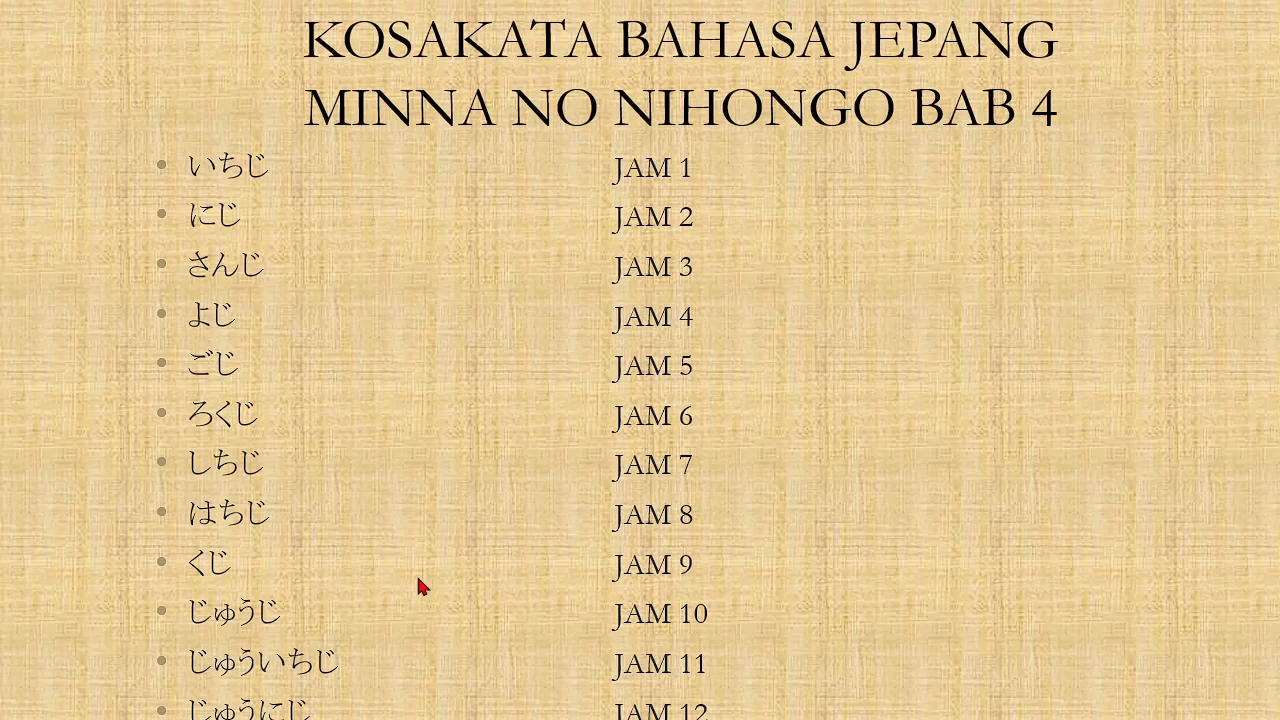 KOSAKATA BAHASA JEPANG
MINNA NO NIHONGO BAB 4
• いちじ JAM 1
• にじ JAM 2
• さんじ JAM 3
• よじ JAM 4
• ごじ JAM 5
• ろくじ JAM 6
• しちじ JAM 7
• はちじ JAM 8
• くじ JAM 9
• じゅうじ JAM 10
• じゅういちじ JAM 11
• じゅうにじ JAM 12